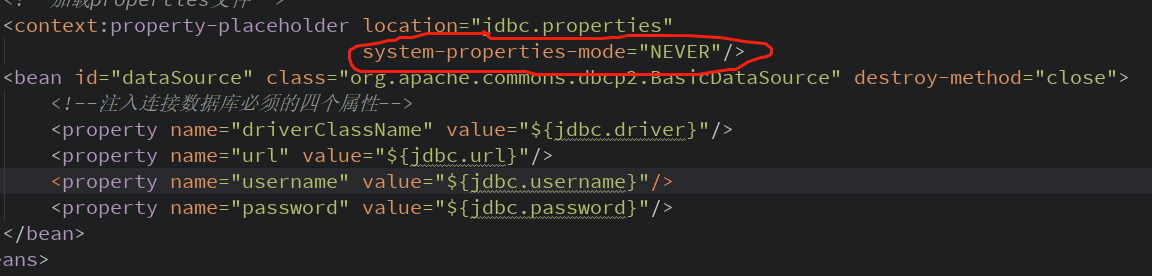 加载properties文件
<context:property-placeholder location="jdbc.properties"
system-properties-mode="NEVER"/>
<bean id="dataSource" class="org.apache.commons.dbcp2.BasicDataSource" destroy-method="close">
<!--注入连接数据库必须的四个属性-->
<property name="driverClassName" value="${jdbc.driver}"/>
<property name="url" value="${jdbc.url}"/>
<property name="username" value="${jdbc.username}"/>
<property name="password" value="${jdbc.password}"/>
</bean>
ans>